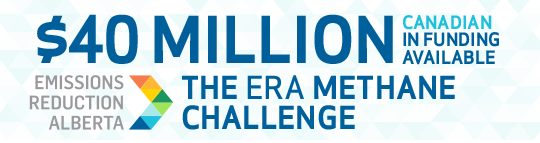 $40 MILLION
CANADIAN
IN FUNDING
AVAILABLE
EMISSIONS
REDUCTION
ALBERTA
THE ERA METHANE
CHALLENGE